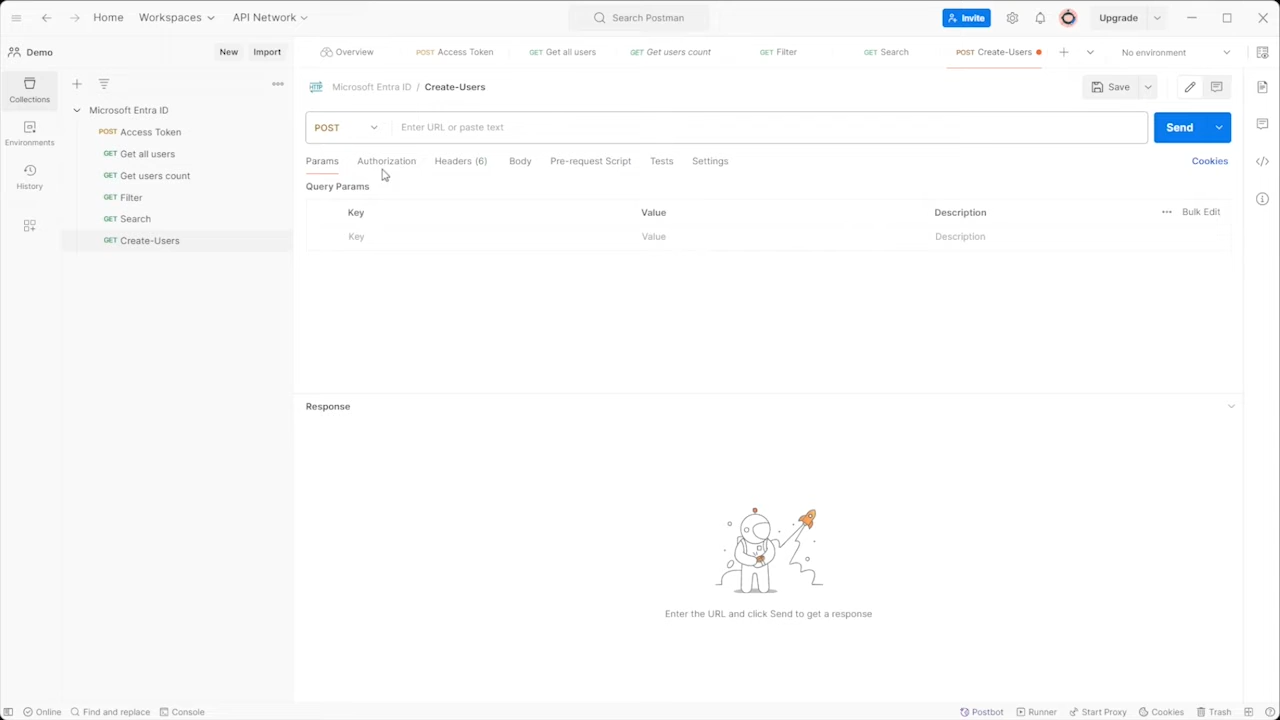 Home Workspaces API Network Search Postman Invite Upgrade
Demo New Import Overview POST Access Token GET Get all users GET Get users count GET Filter GET Search POST Create-Users No environment
Collections
Environments
History
Microsoft Entra ID
POST Access Token
GET Get all users
GET Get users count
GET Filter
GET Search
GET Create-Users
HTTP Microsoft Entra ID / Create-Users Save
POST Enter URL or paste text Send
Params Authorization Headers (6) Body Pre-request Script Tests Settings Cookies
Query Params
Key Value Description Bulk Edit
Key Value Description
Response
Enter the URL and click Send to get a response
Online Find and replace Console Postbot Runner Start Proxy Cookies Trash